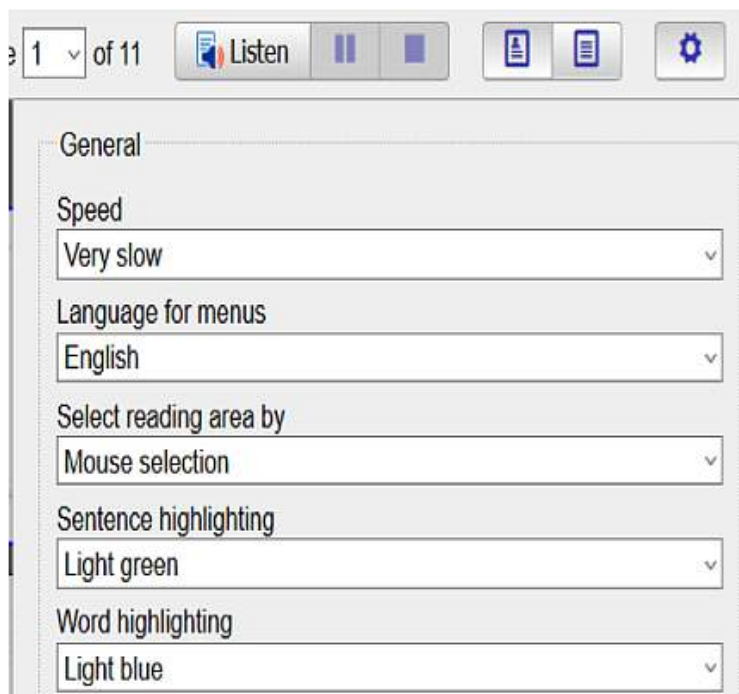 1 of 11 Listen
General
Speed
Very slow
Language for menus
English
Select reading area by
Mouse selection
Sentence highlighting
Light green
Word highlighting
Light blue